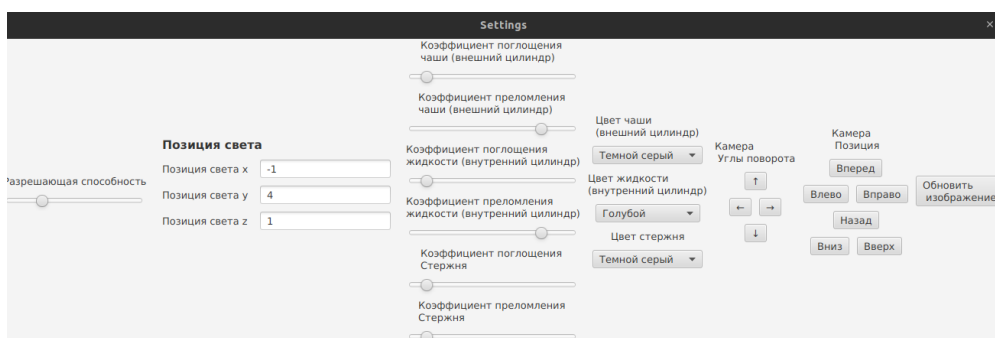 Settings
×
Разрешающая способность
Позиция света
Позиция света x
-1
Позиция света y
4
Позиция света z
1
Коэффициент поглощения
чаши (внешний цилиндр)
Коэффициент преломления
чаши (внешний цилиндр)
Коэффициент поглощения
жидкости (внутренний цилиндр)
Коэффициент преломления
жидкости (внутренний цилиндр)
Коэффициент поглощения
Стержня
Коэффициент преломления
Стержня
Цвет чаши
(внешний цилиндр)
Темной серый
Цвет жидкости
(внутренний цилиндр)
Голубой
Цвет стержня
Темной серый
Камера
Углы поворота
↑
← →
↓
Камера
Позиция
Вперед
Влево Вправо
Назад
Вниз Вверх
Обновить
изображение